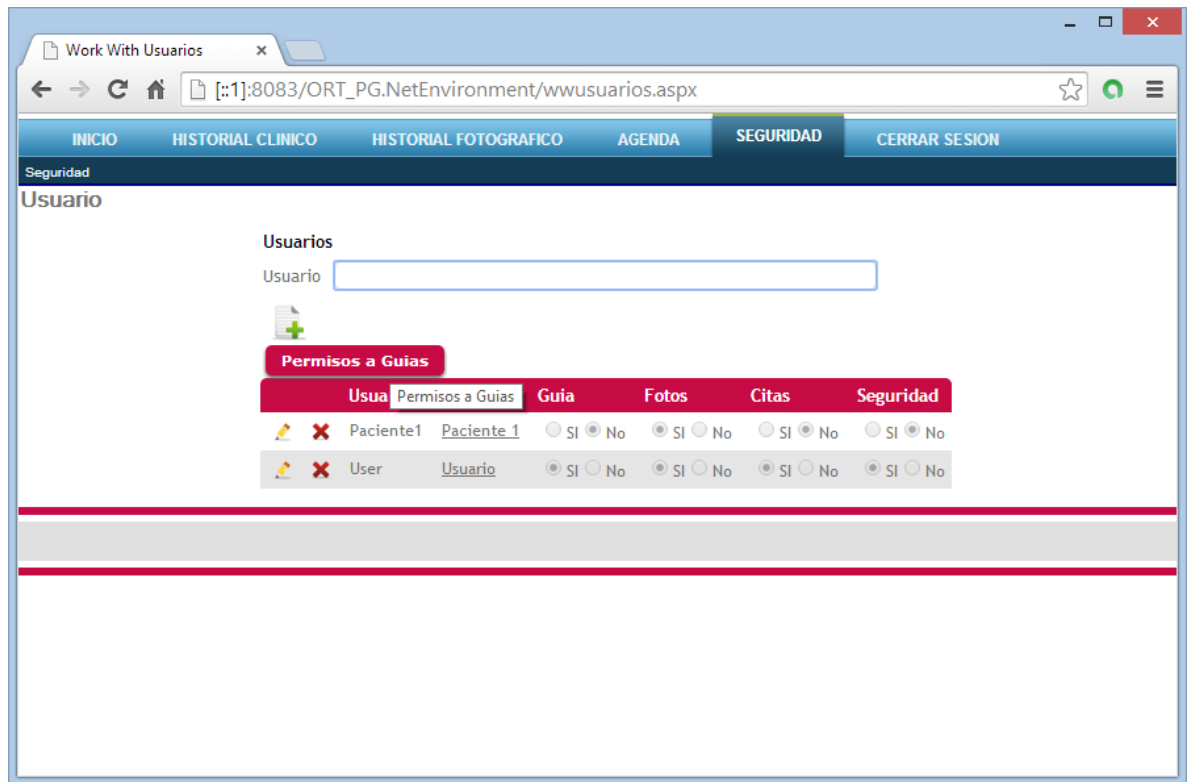 Work With Usuarios
[::1]:8083/ORT_PG.NetEnvironment/wwusuarios.aspx
INICIO HISTORIAL CLINICO HISTORIAL FOTOGRAFICO AGENDA SEGURIDAD CERRAR SESION
Seguridad
Usuario
Usuarios
Usuario
Permisos a Guias
Usua Permisos a Guias Guia Fotos Citas Seguridad
Paciente1 Paciente 1 SI No SI No SI No SI No
User Usuario SI No SI No SI No SI No